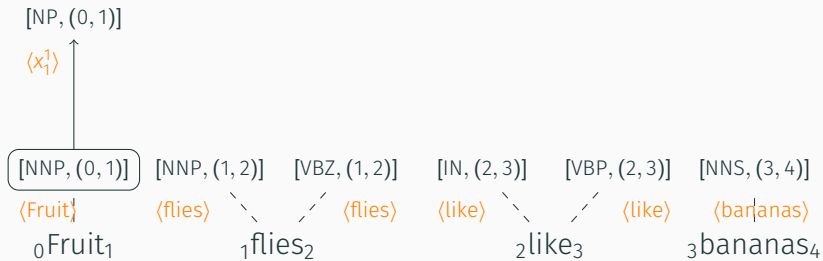 [NP, (0, 1)]
⟨x₁¹⟩
[NNP, (0, 1)] [NNP, (1, 2)] [VBZ, (1, 2)] [IN, (2, 3)] [VBP, (2, 3)] [NNS, (3, 4)]
⟨Fruit⟩ ⟨flies⟩ ⟨flies⟩ ⟨like⟩ ⟨like⟩ ⟨bananas⟩
₀Fruit₁ ₁flies₂ ₂like₃ ₃bananas₄